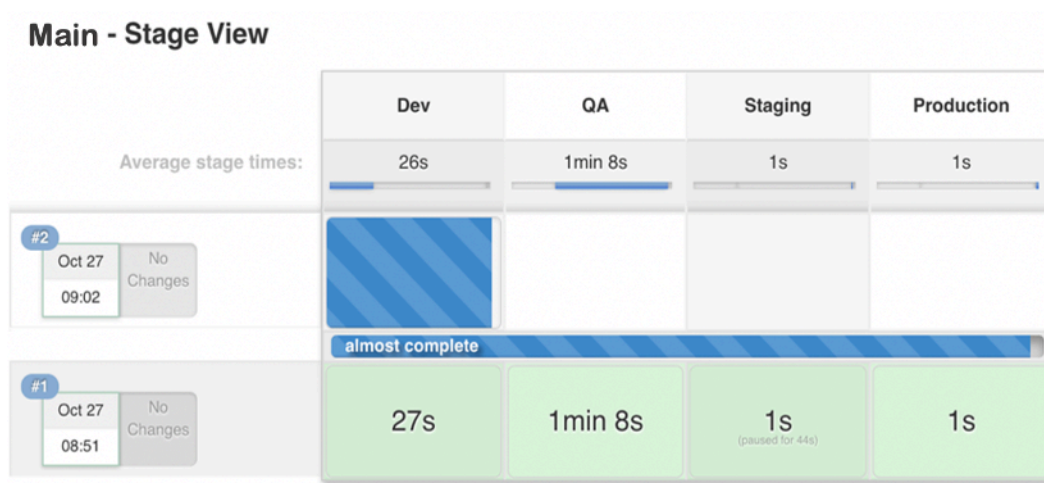 Main - Stage View
Dev QA Staging Production
Average stage times: 26s 1min 8s 1s 1s
#2
Oct 27 No
Changes
09:02
almost complete
#1
Oct 27 No
Changes
08:51
27s 1min 8s 1s 1s
(paused for 44s)